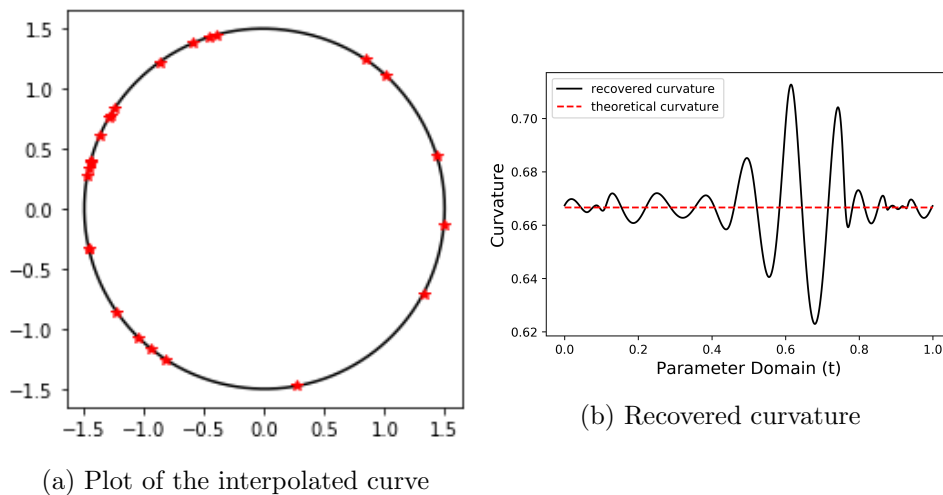 1.5
1.0
0.5
0.0
−0.5
−1.0
−1.5
−1.5 −1.0 −0.5 0.0 0.5 1.0 1.5
(a) Plot of the interpolated curve
recovered curvature
theoretical curvature
0.70
0.68
0.66
0.64
0.62
Curvature
0.0 0.2 0.4 0.6 0.8 1.0
Parameter Domain (t)
(b) Recovered curvature